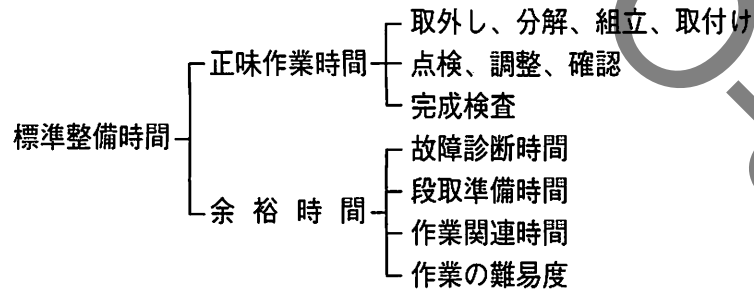 標準整備時間
正味作業時間
取外し、分解、組立、取付け
点検、調整、確認
完成検査
余裕時間
故障診断時間
段取準備時間
作業関連時間
作業の難易度